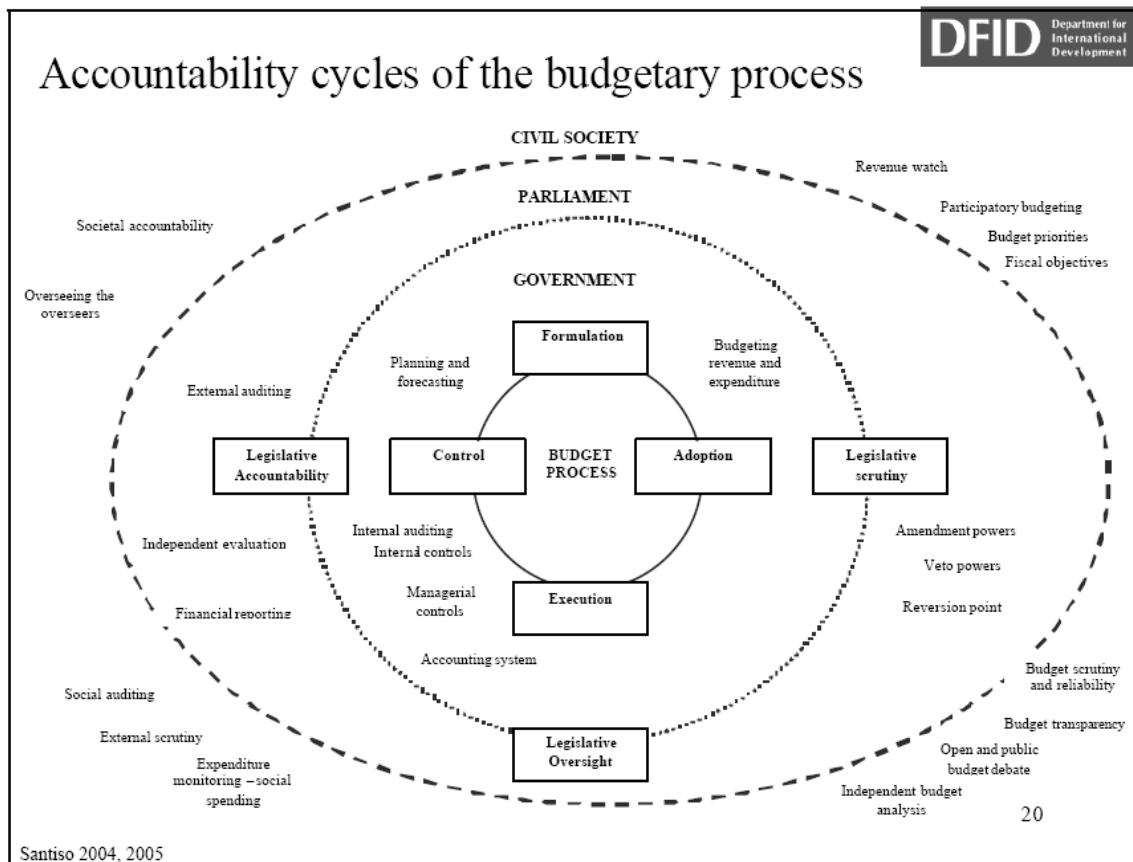 DFID
Department for
International
Development
Accountability cycles of the budgetary process
CIVIL SOCIETY
Revenue watch
PARLIAMENT
Participatory budgeting
Societal accountability
Budget priorities
Fiscal objectives
GOVERNMENT
Overseeing the
overseers
Formulation
Planning and
forecasting
Budgeting
revenue and
expenditure
External auditing
Legislative
Accountability
Control
BUDGET
PROCESS
Adoption
Legislative
scrutiny
Internal auditing
Internal controls
Amendment powers
Independent evaluation
Veto powers
Managerial
controls
Execution
Reversion point
Financial reporting
Accounting system
Budget scrutiny
and reliability
Social auditing
Budget transparency
External scrutiny
Legislative
Oversight
Open and public
budget debate
Expenditure
monitoring – social
spending
Independent budget
analysis
20
Santiso 2004, 2005